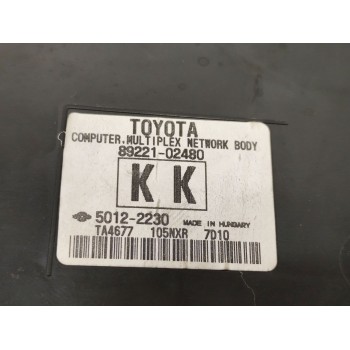 TOYOTA
COMPUTER,MULTIPLEX NETWORK BODY
89221-02480
K K
5012-2230 MADE IN HUNGARY
TA4677 105NXR 7D10